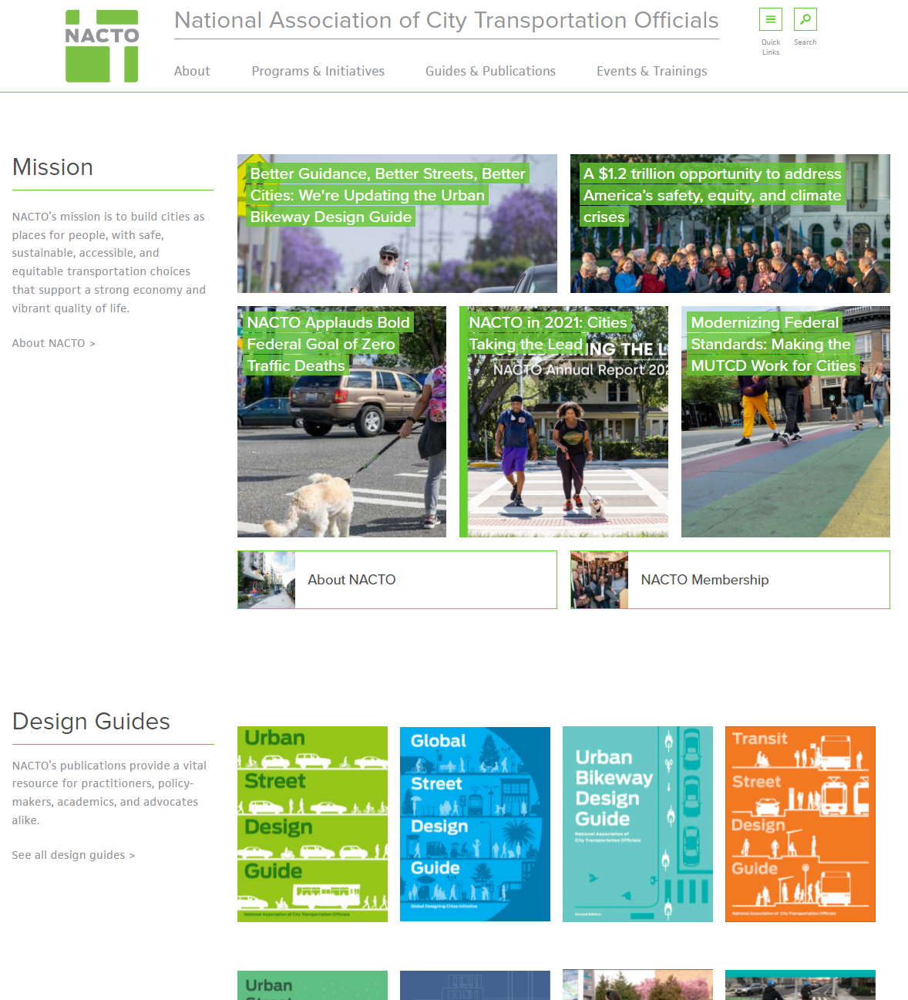 NACTO
National Association of City Transportation Officials
Quick
Links
Search
About
Programs & Initiatives
Guides & Publications
Events & Trainings
Mission
NACTO's mission is to build cities as
places for people, with safe,
sustainable, accessible, and
equitable transportation choices
that support a strong economy and
vibrant quality of life.
About NACTO >
Better Guidance, Better Streets, Better
Cities: We're Updating the Urban
Bikeway Design Guide
A $1.2 trillion opportunity to address
America's safety, equity, and climate
crises
NACTO Applauds Bold
Federal Goal of Zero
Traffic Deaths
NACTO in 2021: Cities
Taking the Lead
ING THE L
NACTO Annual Report 202
Modernizing Federal
Standards: Making the
MUTCD Work for Cities
About NACTO
NACTO Membership
Design Guides
NACTO's publications provide a vital
resource for practitioners, policy-
makers, academics, and advocates
alike.
See all design guides >
Urban
Street
Design
Guide
National Association of City Transportation Officials
Global
Street
Design
Guide
Global Designing Cities Initiative
Urban
Bikeway
Design
Guide
National Association of
City Transportation Officials
Second Edition
Transit
Street
Design
Guide
National Association of City Transportation Officials
Urban